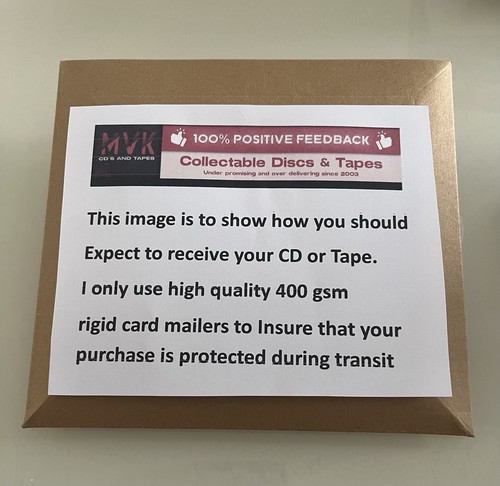 MVK
CD'S AND TAPES
100% POSITIVE FEEDBACK
Collectable Discs & Tapes
Under promising and over delivering since 2003
This image is to show how you should
Expect to receive your CD or Tape.
I only use high quality 400 gsm
rigid card mailers to Insure that your
purchase is protected during transit